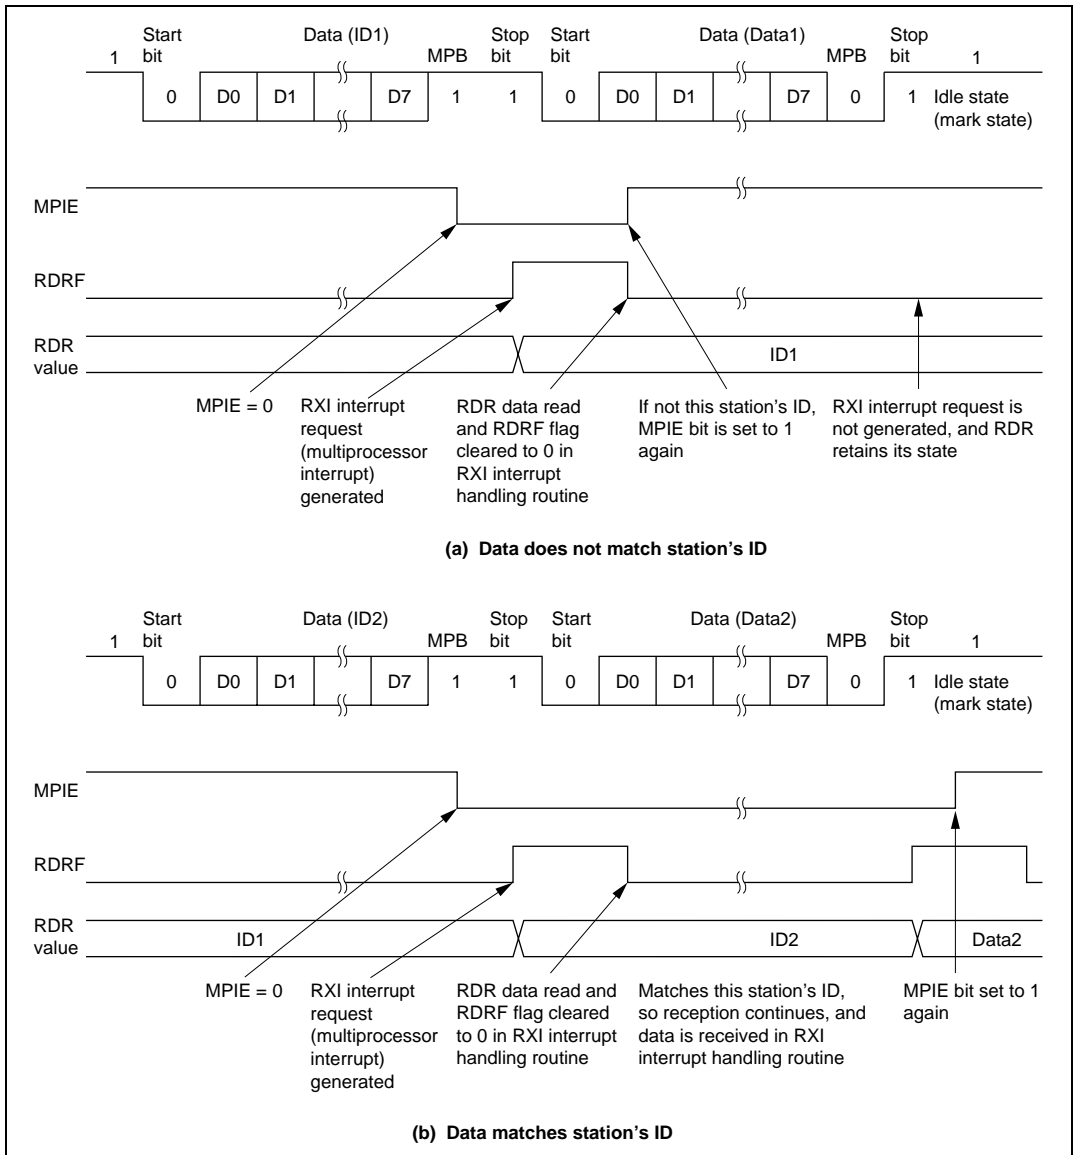 Start bit Data (ID1) Stop bit Start bit Data (Data1) Stop bit
1 MPB MPB 1
0 D0 D1 D7 1 1 0 D0 D1 D7 0 1 Idle state (mark state)
MPIE
RDRF
RDR value
ID1
MPIE = 0
RXI interrupt request (multiprocessor interrupt) generated
RDR data read and RDRF flag cleared to 0 in RXI interrupt handling routine
If not this station's ID, MPIE bit is set to 1 again
RXI interrupt request is not generated, and RDR retains its state
(a) Data does not match station's ID
Start bit Data (ID2) Stop bit Start bit Data (Data2) Stop bit
1 MPB MPB 1
0 D0 D1 D7 1 1 0 D0 D1 D7 0 1 Idle state (mark state)
MPIE
RDRF
RDR value
ID1 ID2 Data2
MPIE = 0
RXI interrupt request (multiprocessor interrupt) generated
RDR data read and RDRF flag cleared to 0 in RXI interrupt handling routine
Matches this station's ID, so reception continues, and data is received in RXI interrupt handling routine
MPIE bit set to 1 again
(b) Data matches station's ID